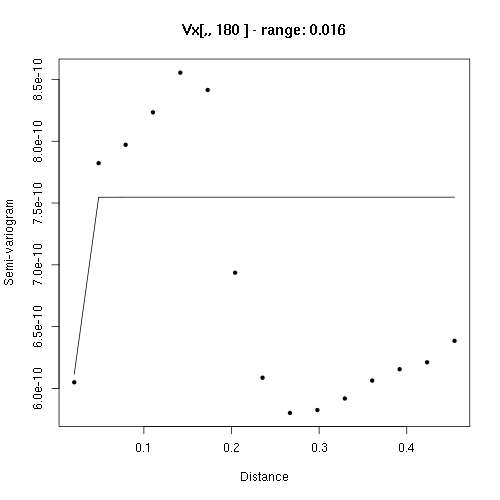 Vx[,, 180 ] - range: 0.016
8.5e-10
8.0e-10
7.5e-10
7.0e-10
6.5e-10
6.0e-10
Semi-variogram
0.1 0.2 0.3 0.4
Distance